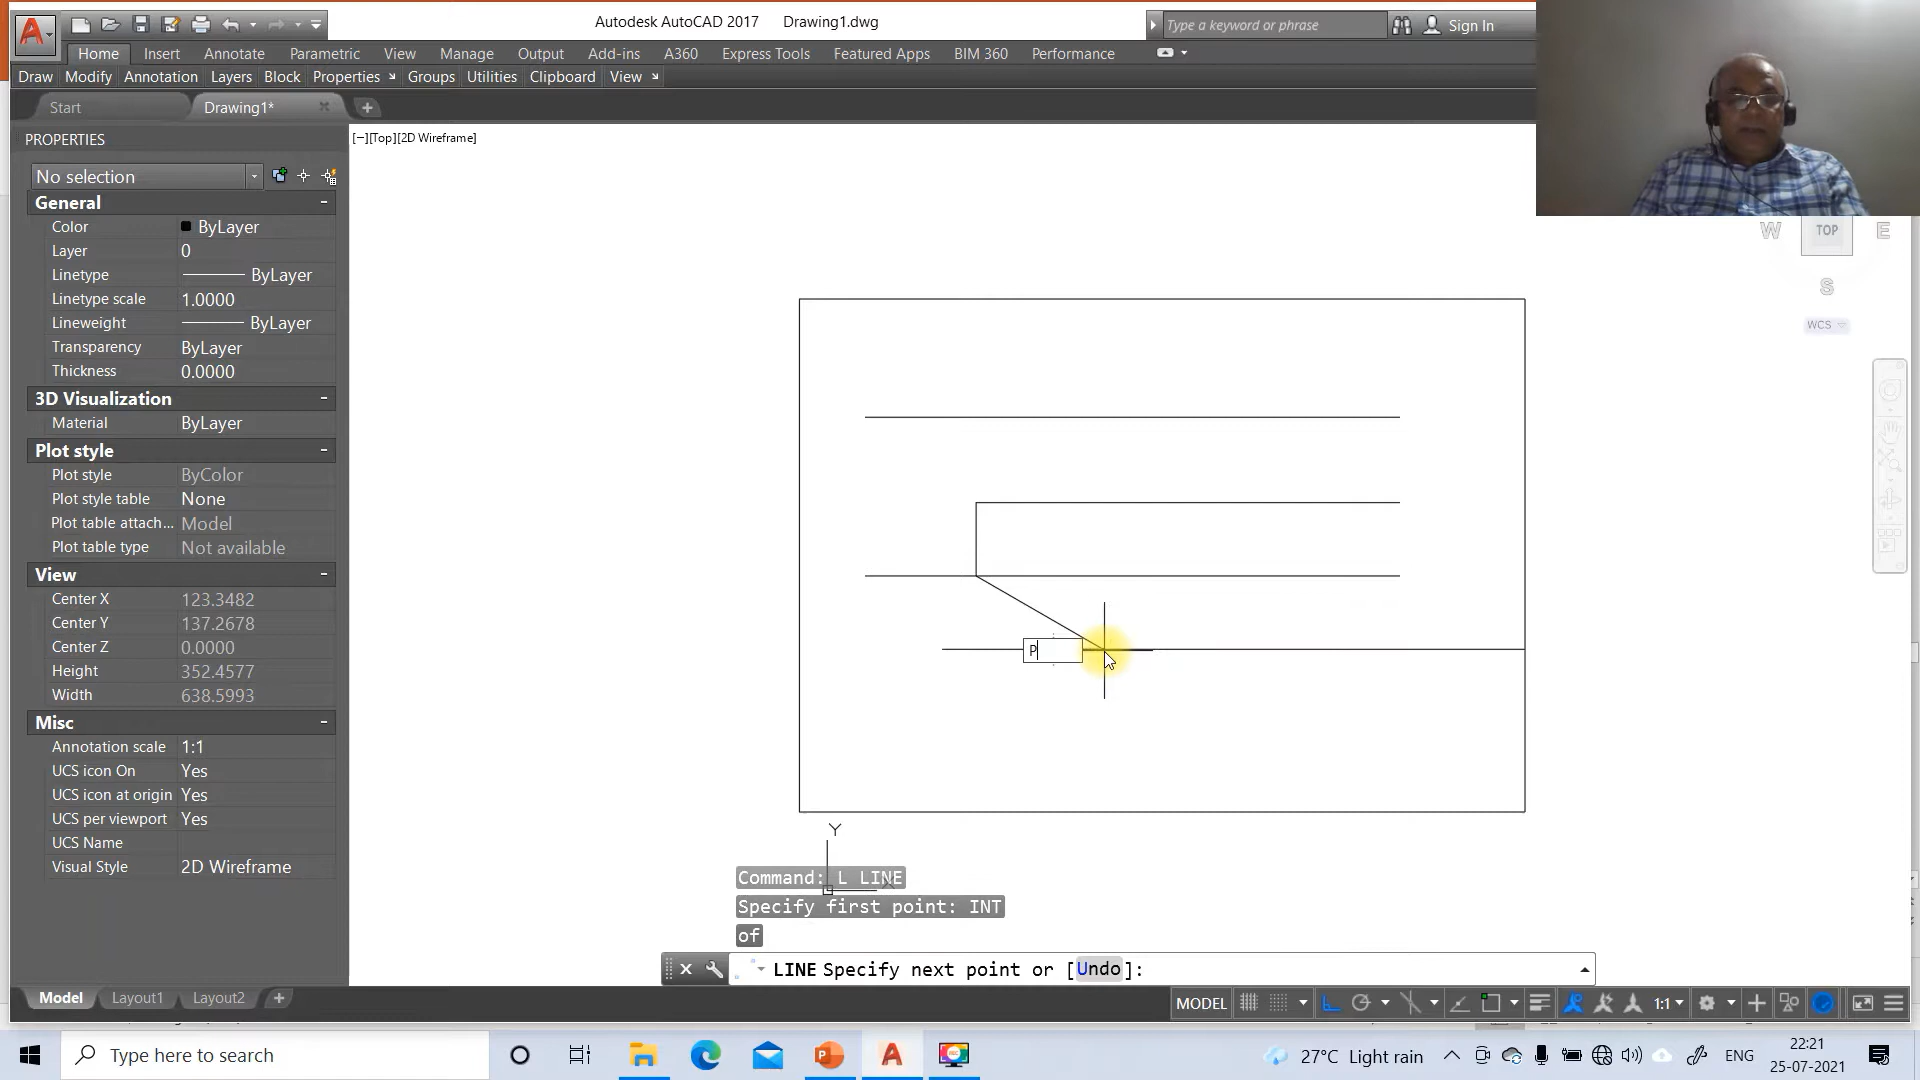 Autodesk AutoCAD 2017 Drawing1.dwg
Type a keyword or phrase
Sign In
Home Insert Annotate Parametric View Manage Output Add-ins A360 Express Tools Featured Apps BIM 360 Performance
Draw Modify Annotation Layers Block Properties Groups Utilities Clipboard View
Start Drawing1*
PROPERTIES
[−][Top][2D Wireframe]
No selection
General
Color ByLayer
Layer 0
Linetype ByLayer
Linetype scale 1.0000
Lineweight ByLayer
Transparency ByLayer
Thickness 0.0000
3D Visualization
Material ByLayer
Plot style
Plot style ByColor
Plot style table None
Plot table attach... Model
Plot table type Not available
View
Center X 123.3482
Center Y 137.2678
Center Z 0.0000
Height 352.4577
Width 638.5993
Misc
Annotation scale 1:1
UCS icon On Yes
UCS icon at origin Yes
UCS per viewport Yes
UCS Name
Visual Style 2D Wireframe
W TOP E
S
WCS
P
Y
X
Command: L LINE
Specify first point: INT
of
LINE Specify next point or [Undo]:
Model Layout1 Layout2
MODEL 1:1
Type here to search
27°C Light rain
ENG
22:21
25-07-2021